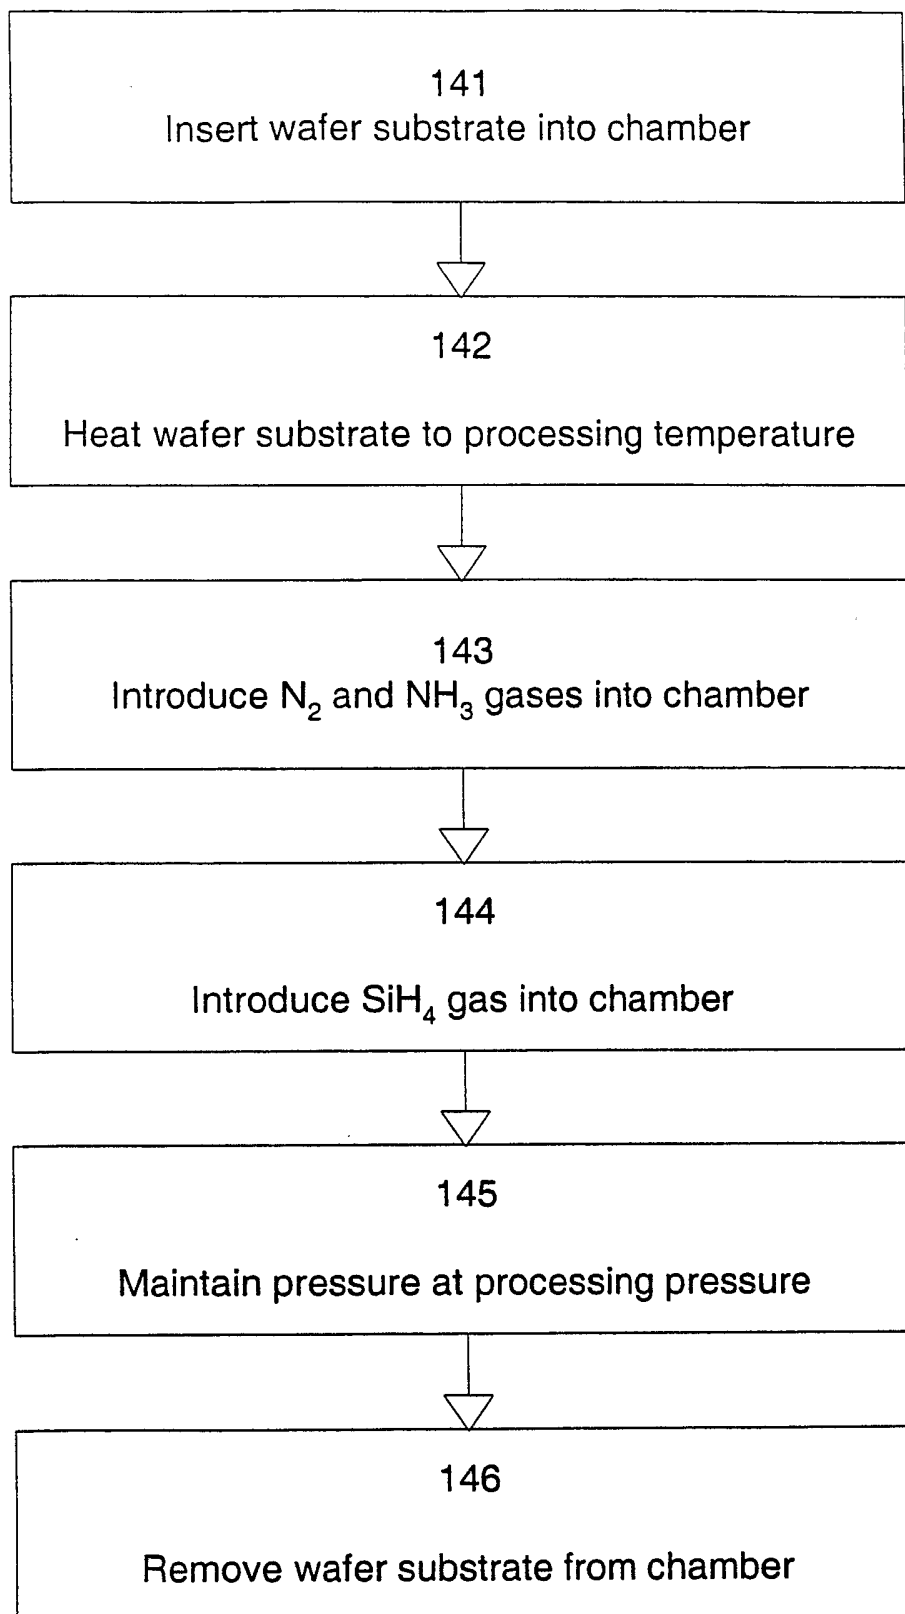 141
Insert wafer substrate into chamber
142
Heat wafer substrate to processing temperature
143
Introduce N₂ and NH₃ gases into chamber
144
Introduce SiH₄ gas into chamber
145
Maintain pressure at processing pressure
146
Remove wafer substrate from chamber